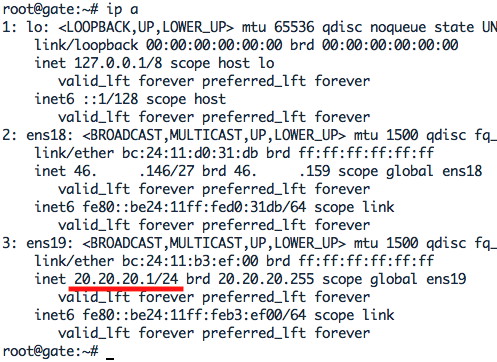 root@gate:~# ip a
1: lo: <LOOPBACK,UP,LOWER_UP> mtu 65536 qdisc noqueue state UN
link/loopback 00:00:00:00:00:00 brd 00:00:00:00:00:00
inet 127.0.0.1/8 scope host lo
valid_lft forever preferred_lft forever
inet6 ::1/128 scope host
valid_lft forever preferred_lft forever
2: ens18: <BROADCAST,MULTICAST,UP,LOWER_UP> mtu 1500 qdisc fq_
link/ether bc:24:11:d0:31:db brd ff:ff:ff:ff:ff:ff
inet 46. .146/27 brd 46. .159 scope global ens18
valid_lft forever preferred_lft forever
inet6 fe80::be24:11ff:fed0:31db/64 scope link
valid_lft forever preferred_lft forever
3: ens19: <BROADCAST,MULTICAST,UP,LOWER_UP> mtu 1500 qdisc fq_
link/ether bc:24:11:b3:ef:00 brd ff:ff:ff:ff:ff:ff
inet 20.20.20.1/24 brd 20.20.20.255 scope global ens19
valid_lft forever preferred_lft forever
inet6 fe80::be24:11ff:feb3:ef00/64 scope link
valid_lft forever preferred_lft forever
root@gate:~#